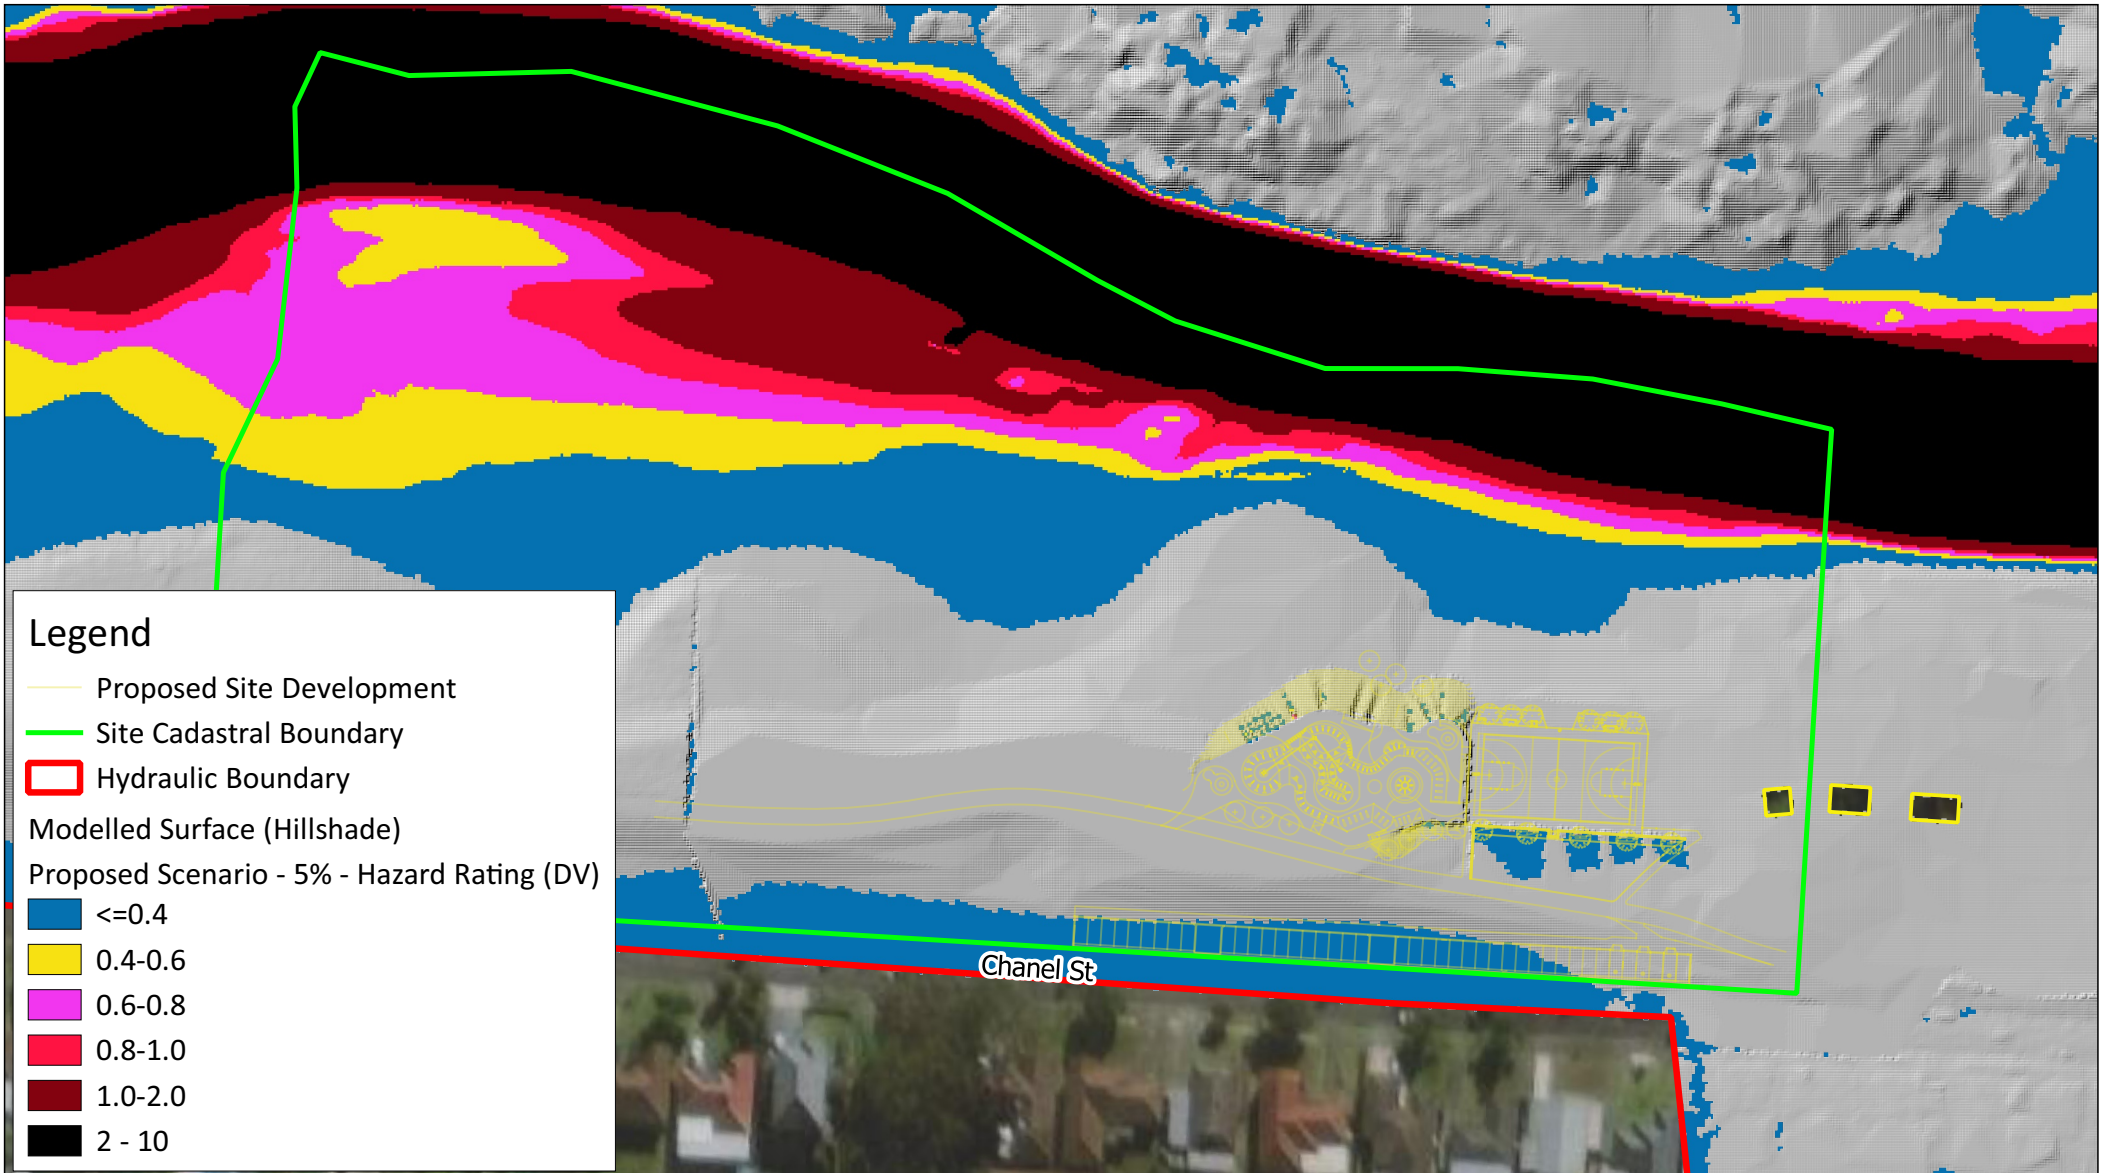 Chanel St
Legend
Proposed Site Development
Site Cadastral Boundary
Hydraulic Boundary
Modelled Surface (Hillshade)
Proposed Scenario - 5% - Hazard Rating (DV)
<=0.4
0.4-0.6
0.6-0.8
0.8-1.0
1.0-2.0
2 - 10